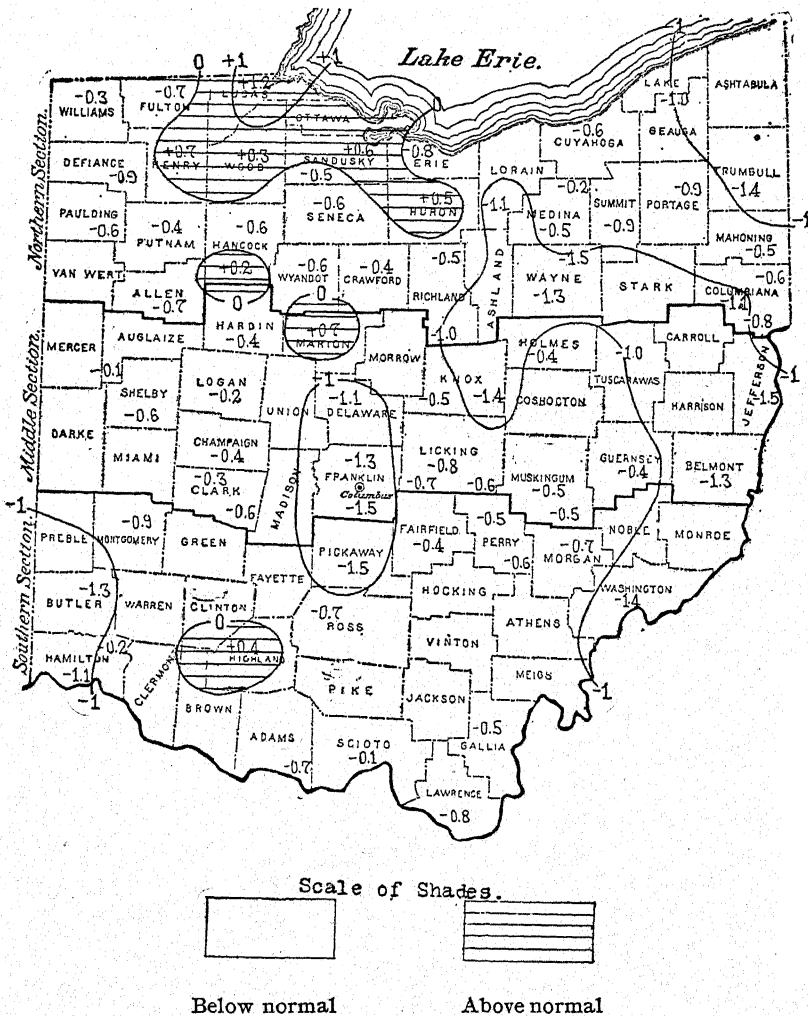 0 +1 +1 -1
Lake Erie.
+1.2
LUCAS
LAKE ASHTABULA
-0.7
FULTON
-0.3
WILLIAMS
-1.0
0
OTTAWA
GEAUGA
-0.6
CUYAHOGA
Northern Section.
DEFIANCE
-0.9
+0.7
HENRY
+0.3
WOOD
+0.6
SANDUSKY
-0.5
-0.8
ERIE
LORAIN
TRUMBULL
-1.4
-0.2
MEDINA
-0.5
SUMMIT
-0.9
-0.9
PORTAGE
PAULDING
-0.6
-0.4
PUTNAM
-0.6
HANCOCK
-0.6
SENECA
+0.5
HURON
-1.1
-1
MAHONING
-0.5
VAN WERT
ALLEN
-0.7
+0.2
0
-0.6
WYANDOT
-0.4
CRAWFORD
-0.5
RICHLAND
ASHLAND
-1.5
WAYNE
-1.3
STARK
-0.6
COLUMBIANA
-1.1
-0.8
0
MERCER
-0.1
AUGLAIZE
HARDIN
-0.4
+0.7
MARION
MORROW
-1.0
HOLMES
-0.4
-1.0
CARROLL
JEFFERSON
-1.5
-1
Middle Section.
SHELBY
-0.6
LOGAN
-0.2
UNION
-1
-1.1
DELAWARE
KNOX
-0.5 -1.4
COSHOCTON
TUSCARAWAS
HARRISON
DARKE
MIAMI
CHAMPAIGN
-0.4
-0.3
CLARK
-0.6
MADISON
-1.3
FRANKLIN
Columbus
-1.5
LICKING
-0.8
-0.7 -0.6
MUSKINGUM
-0.5
-0.5
GUERNSEY
-0.4
BELMONT
-1.3
Southern Section.
-1
PREBLE
-0.9
MONTGOMERY
GREEN
FAYETTE
PICKAWAY
-1.5
FAIRFIELD
-0.4
-0.5
PERRY
-0.6
-0.7
MORGAN
NOBLE
MONROE
-1.3
BUTLER
WARREN
CLINTON
0
-0.7
ROSS
HOCKING
ATHENS
WASHINGTON
-1.4
HAMILTON
-1.1
-0.2
-1
CLERMONT
+0.4
HIGHLAND
PIKE
VINTON
MEIGS
-1
BROWN
ADAMS
-0.7
SCIOTO
-0.1
JACKSON
-0.5
GALLIA
LAWRENCE
-0.8
Scale of Shades.
Below normal Above normal